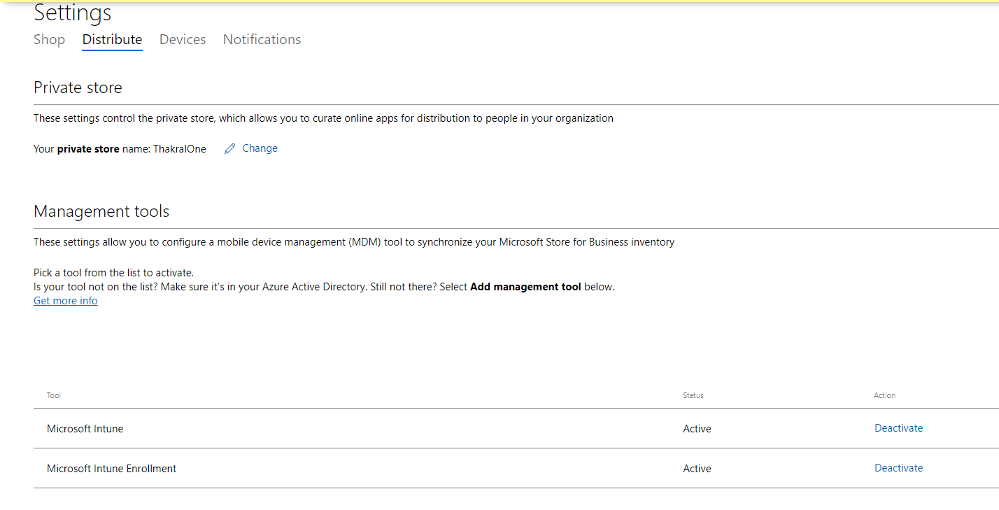 Settings
Shop Distribute Devices Notifications
Private store
These settings control the private store, which allows you to curate online apps for distribution to people in your organization
Your private store name: ThakralOne Change
Management tools
These settings allow you to configure a mobile device management (MDM) tool to synchronize your Microsoft Store for Business inventory
Pick a tool from the list to activate.
Is your tool not on the list? Make sure it's in your Azure Active Directory. Still not there? Select Add management tool below.
Get more info
Tool Status Action
Microsoft Intune Active Deactivate
Microsoft Intune Enrollment Active Deactivate